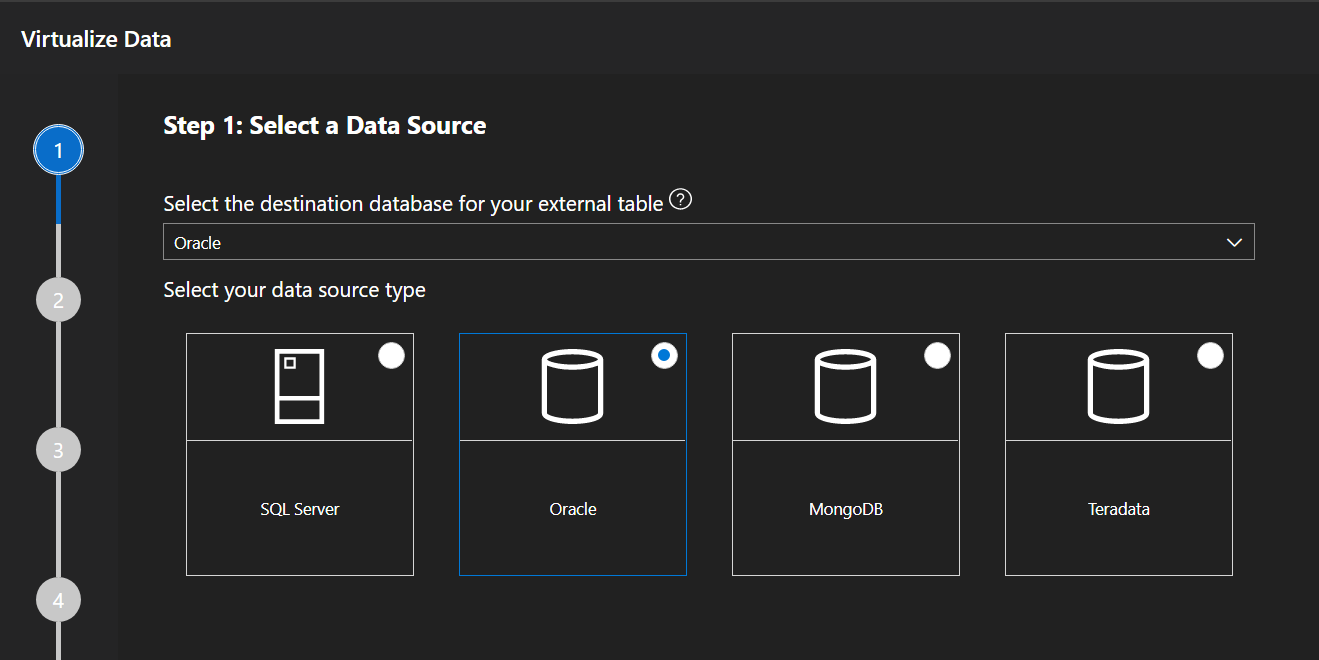 Virtualize Data
1
Step 1: Select a Data Source
Select the destination database for your external table ?
Oracle
Select your data source type
2
SQL Server
Oracle
MongoDB
Teradata
3
4